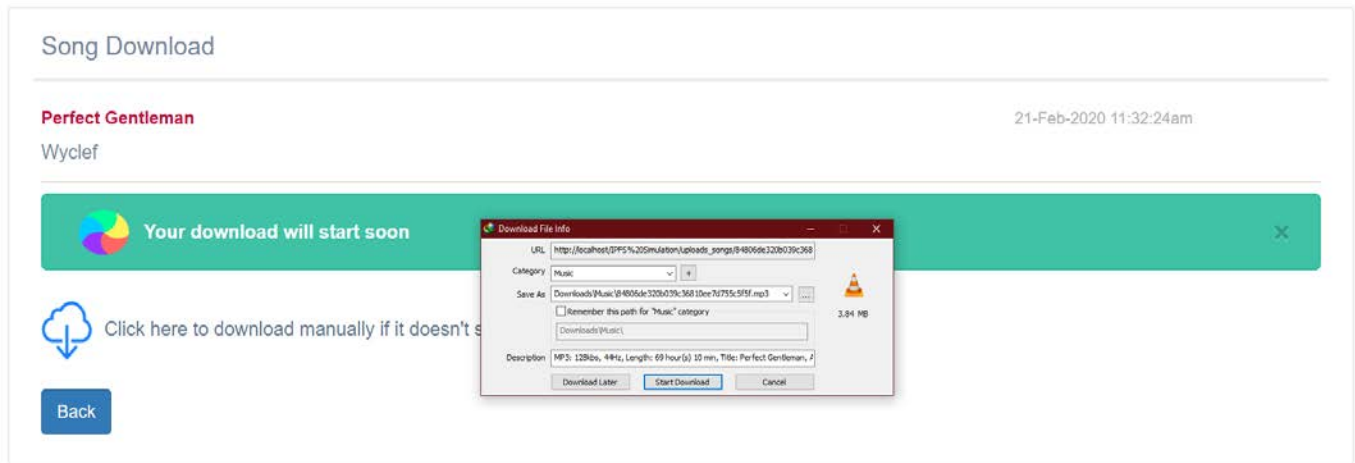 Song Download
Perfect Gentleman
21-Feb-2020 11:32:24am
Wyclef
Your download will start soon
×
Click here to download manually if it doesn't s
Back
Download File Info
URL http://localhost/IPFS%20Simulation/uploads_songs/84806de320b039c368
Category Music +
Save As Downloads\Music\84806de320b039c36810ee7d755c5f5f.mp3 ...
Remember this path for "Music" category
3.84 MB
Downloads\Music\
Description MP3: 128kbs, 44Hz, Length: 69 hour(s) 10 min, Title: Perfect Gentleman, A
Download Later Start Download Cancel